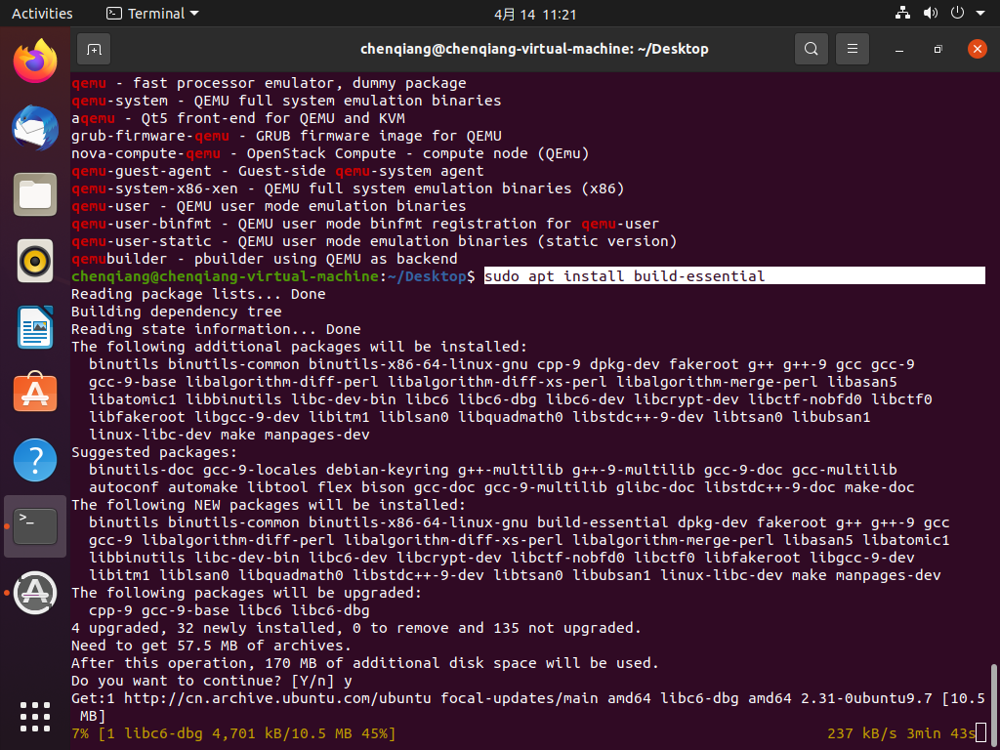 Activities
Terminal
4月 14 11:21
chenqiang@chenqiang-virtual-machine: ~/Desktop
qemu - fast processor emulator, dummy package
qemu-system - QEMU full system emulation binaries
aqemu - Qt5 front-end for QEMU and KVM
grub-firmware-qemu - GRUB firmware image for QEMU
nova-compute-qemu - OpenStack Compute - compute node (QEmu)
qemu-guest-agent - Guest-side qemu-system agent
qemu-system-x86-xen - QEMU full system emulation binaries (x86)
qemu-user - QEMU user mode emulation binaries
qemu-user-binfmt - QEMU user mode binfmt registration for qemu-user
qemu-user-static - QEMU user mode emulation binaries (static version)
qemubuilder - pbuilder using QEMU as backend
chenqiang@chenqiang-virtual-machine:~/Desktop$ sudo apt install build-essential
Reading package lists... Done
Building dependency tree
Reading state information... Done
The following additional packages will be installed:
binutils binutils-common binutils-x86-64-linux-gnu cpp-9 dpkg-dev fakeroot g++ g++-9 gcc gcc-9
gcc-9-base libalgorithm-diff-perl libalgorithm-diff-xs-perl libalgorithm-merge-perl libasan5
libatomic1 libbinutils libc-dev-bin libc6 libc6-dbg libc6-dev libcrypt-dev libctf-nobfd0 libctf0
libfakeroot libgcc-9-dev libitm1 liblsan0 libquadmath0 libstdc++-9-dev libtsan0 libubsan1
linux-libc-dev make manpages-dev
Suggested packages:
binutils-doc gcc-9-locales debian-keyring g++-multilib g++-9-multilib gcc-9-doc gcc-multilib
autoconf automake libtool flex bison gcc-doc gcc-9-multilib glibc-doc libstdc++-9-doc make-doc
The following NEW packages will be installed:
binutils binutils-common binutils-x86-64-linux-gnu build-essential dpkg-dev fakeroot g++ g++-9 gcc
gcc-9 libalgorithm-diff-perl libalgorithm-diff-xs-perl libalgorithm-merge-perl libasan5 libatomic1
libbinutils libc-dev-bin libc6-dev libcrypt-dev libctf-nobfd0 libctf0 libfakeroot libgcc-9-dev
libitm1 liblsan0 libquadmath0 libstdc++-9-dev libtsan0 libubsan1 linux-libc-dev make manpages-dev
The following packages will be upgraded:
cpp-9 gcc-9-base libc6 libc6-dbg
4 upgraded, 32 newly installed, 0 to remove and 135 not upgraded.
Need to get 57.5 MB of archives.
After this operation, 170 MB of additional disk space will be used.
Do you want to continue? [Y/n] y
Get:1 http://cn.archive.ubuntu.com/ubuntu focal-updates/main amd64 libc6-dbg amd64 2.31-0ubuntu9.7 [10.5
MB]
7% [1 libc6-dbg 4,701 kB/10.5 MB 45%] 237 kB/s 3min 43s